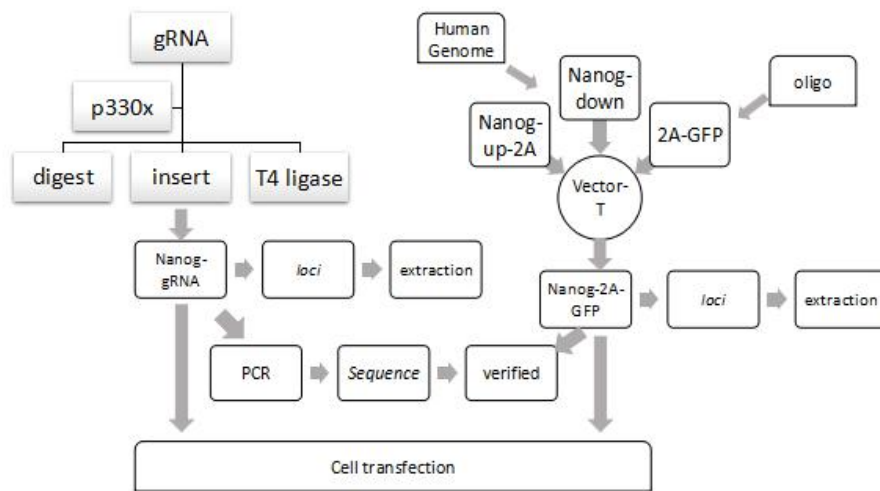 gRNA
p330x
digest
insert
T4 ligase
Human
Genome
Nanog-
down
oligo
Nanog-
up-2A
2A-GFP
Vector-
T
Nanog-
gRNA
loci
extraction
Nanog-2A-
GFP
loci
extraction
PCR
Sequence
verified
Cell transfection